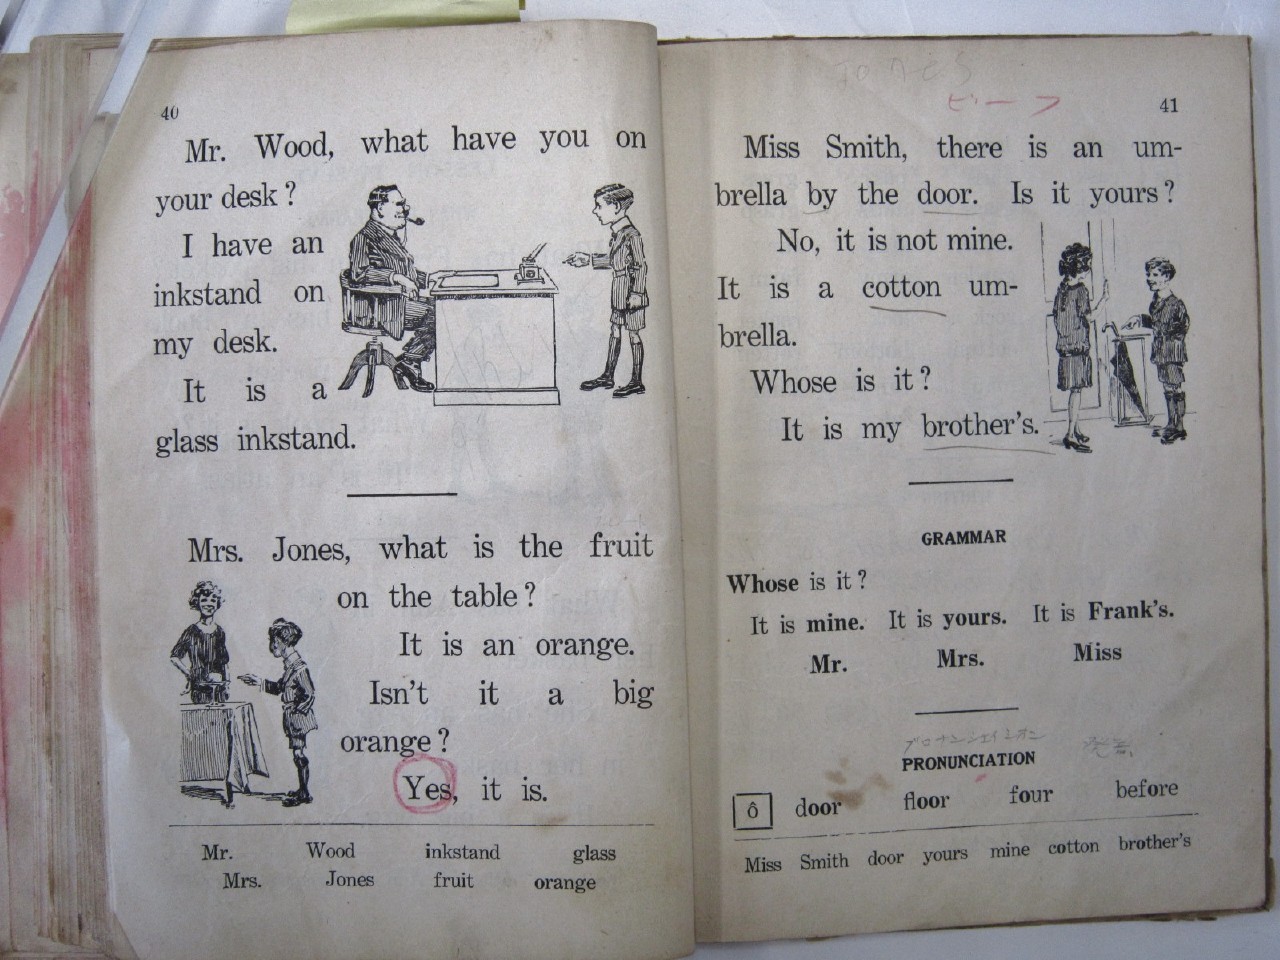 40
Mr. Wood, what have you on
your desk?
I have an
inkstand on
my desk.
It is a
glass inkstand.
Mrs. Jones, what is the fruit
on the table?
It is an orange.
Isn't it a big
orange?
Yes, it is.
Mr. Wood inkstand glass
Mrs. Jones fruit orange
ビーフ
41
Miss Smith, there is an um-
brella by the door. Is it yours?
No, it is not mine.
It is a cotton um-
brella.
Whose is it?
It is my brother's.
GRAMMAR
Whose is it?
It is mine. It is yours. It is Frank's.
Mr. Mrs. Miss
発音
PRONUNCIATION
ô door floor four before
Miss Smith door yours mine cotton brother's